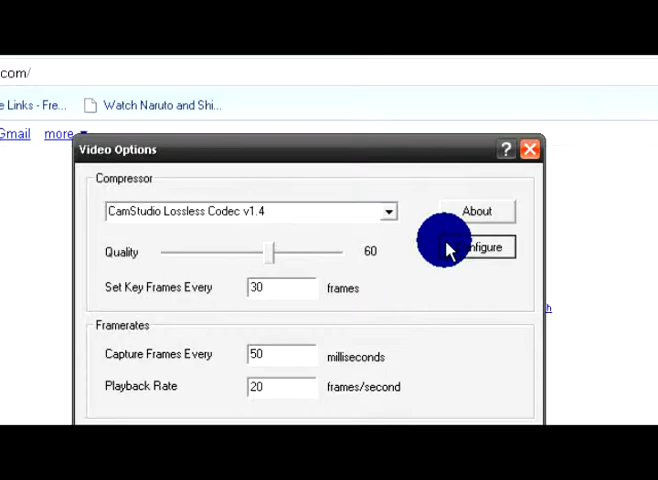 com/
e Links - Fre... Watch Naruto and Shi...
Gmail more
Video Options
Compressor
CamStudio Lossless Codec v1.4
About
Quality 60
nfigure
Set Key Frames Every 30 frames
h
Framerates
Capture Frames Every 50 milliseconds
Playback Rate 20 frames/second